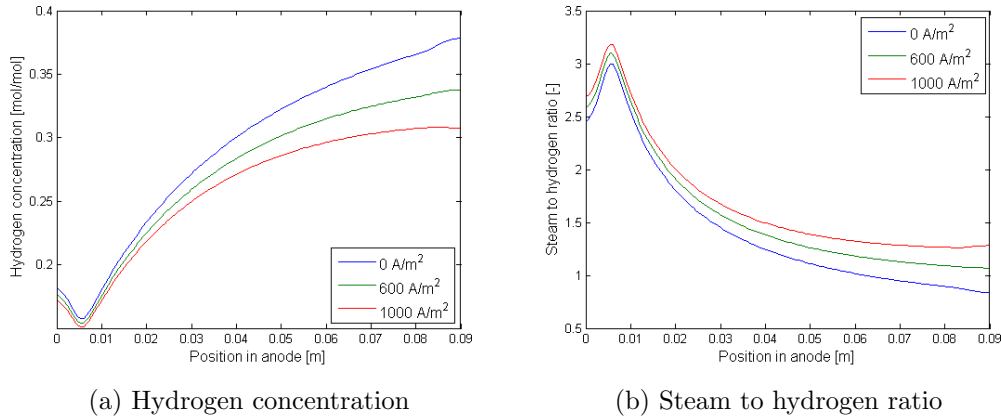 0.4
0.35
0.3
0.25
0.2
Hydrogen concentration [mol/mol]
0 A/m²
600 A/m²
1000 A/m²
0 0.01 0.02 0.03 0.04 0.05 0.06 0.07 0.08 0.09
Position in anode [m]
(a) Hydrogen concentration
3.5
3
2.5
2
1.5
1
0.5
Steam to hydrogen ratio [-]
0 A/m²
600 A/m²
1000 A/m²
0 0.01 0.02 0.03 0.04 0.05 0.06 0.07 0.08 0.09
Position in anode [m]
(b) Steam to hydrogen ratio